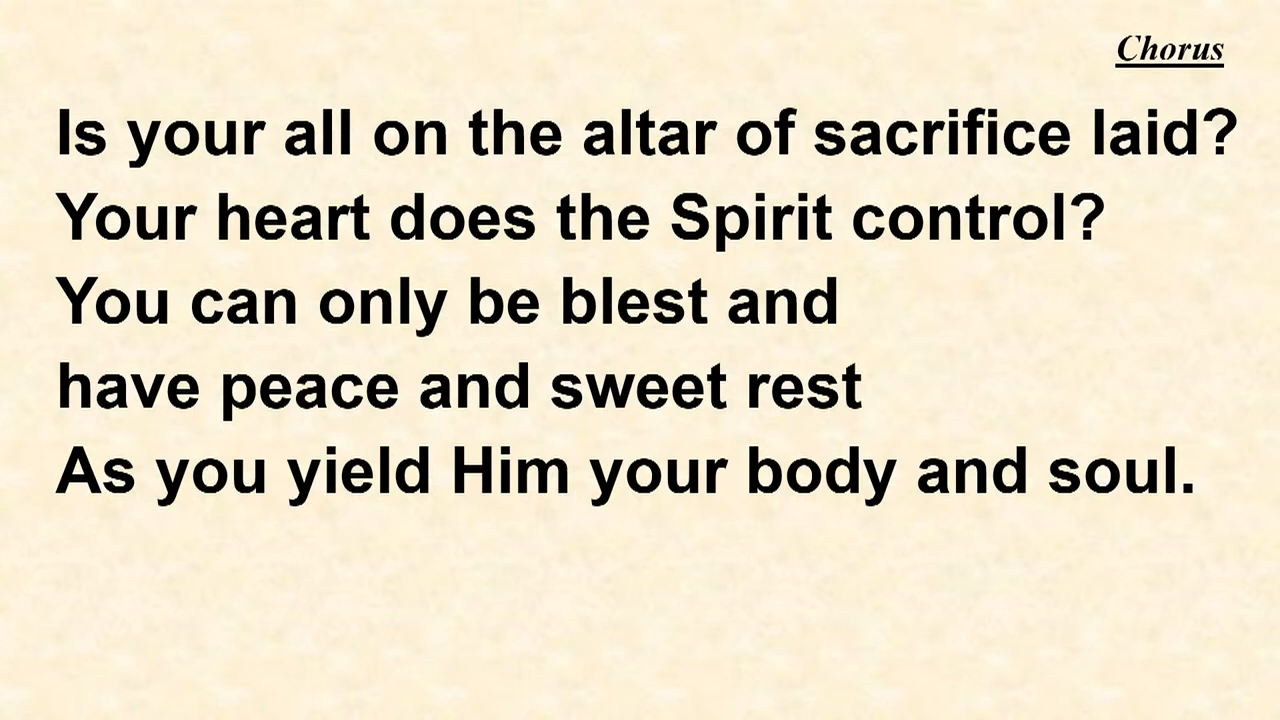 Chorus
Is your all on the altar of sacrifice laid?
Your heart does the Spirit control?
You can only be blest and
have peace and sweet rest
As you yield Him your body and soul.